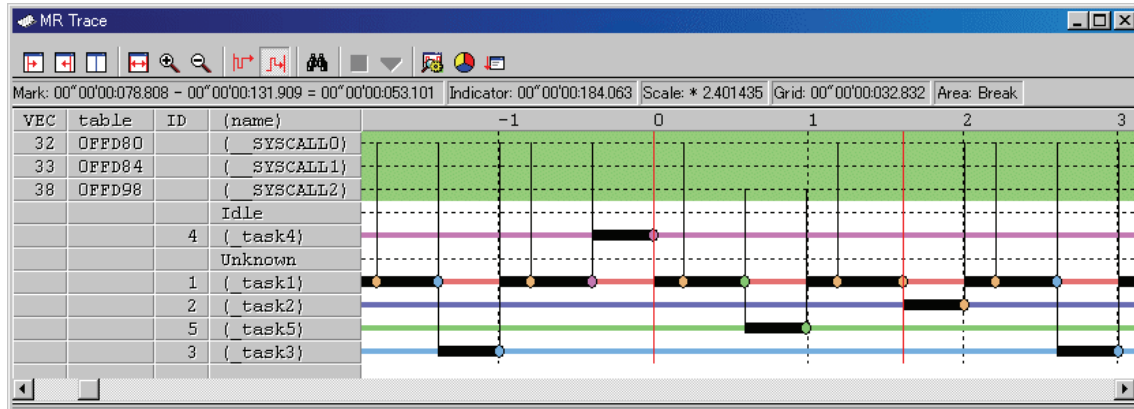 MR Trace
Mark: 00"00'00:078.808 - 00"00'00:131.909 = 00"00'00:053.101 Indicator: 00"00'00:184.063 Scale: * 2.401435 Grid: 00"00'00:032.832 Area: Break
VEC table ID (name) -1 0 1 2 3
32 0FFD80 (__SYSCALL0)
33 0FFD84 (__SYSCALL1)
38 0FFD98 (__SYSCALL2)
Idle
4 (_task4)
Unknown
1 (_task1)
2 (_task2)
5 (_task5)
3 (_task3)